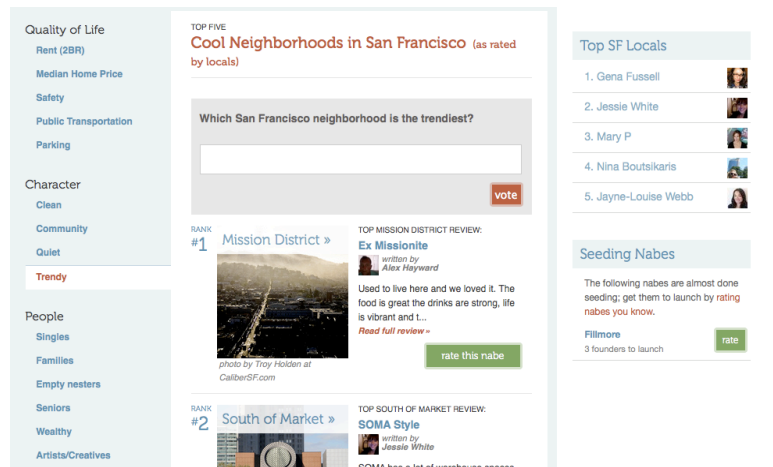 Quality of Life
Rent (2BR)
Median Home Price
Safety
Public Transportation
Parking
Character
Clean
Community
Quiet
Trendy
People
Singles
Families
Empty nesters
Seniors
Wealthy
Artists/Creatives
TOP FIVE
Cool Neighborhoods in San Francisco (as rated
by locals)
Which San Francisco neighborhood is the trendiest?
vote
RANK
#1
Mission District »
photo by Troy Holden at
CaliberSF.com
TOP MISSION DISTRICT REVIEW:
Ex Missionite
written by
Alex Hayward
Used to live here and we loved it. The
food is great the drinks are strong, life
is vibrant and t...
Read full review »
rate this nabe
RANK
#2
South of Market »
TOP SOUTH OF MARKET REVIEW:
SOMA Style
written by
Jessie White
SOMA has a lot of warehouse spaces
Top SF Locals
1. Gena Fussell
2. Jessie White
3. Mary P
4. Nina Boutsikaris
5. Jayne-Louise Webb
Seeding Nabes
The following nabes are almost done
seeding; get them to launch by rating
nabes you know.
Fillmore
3 founders to launch
rate